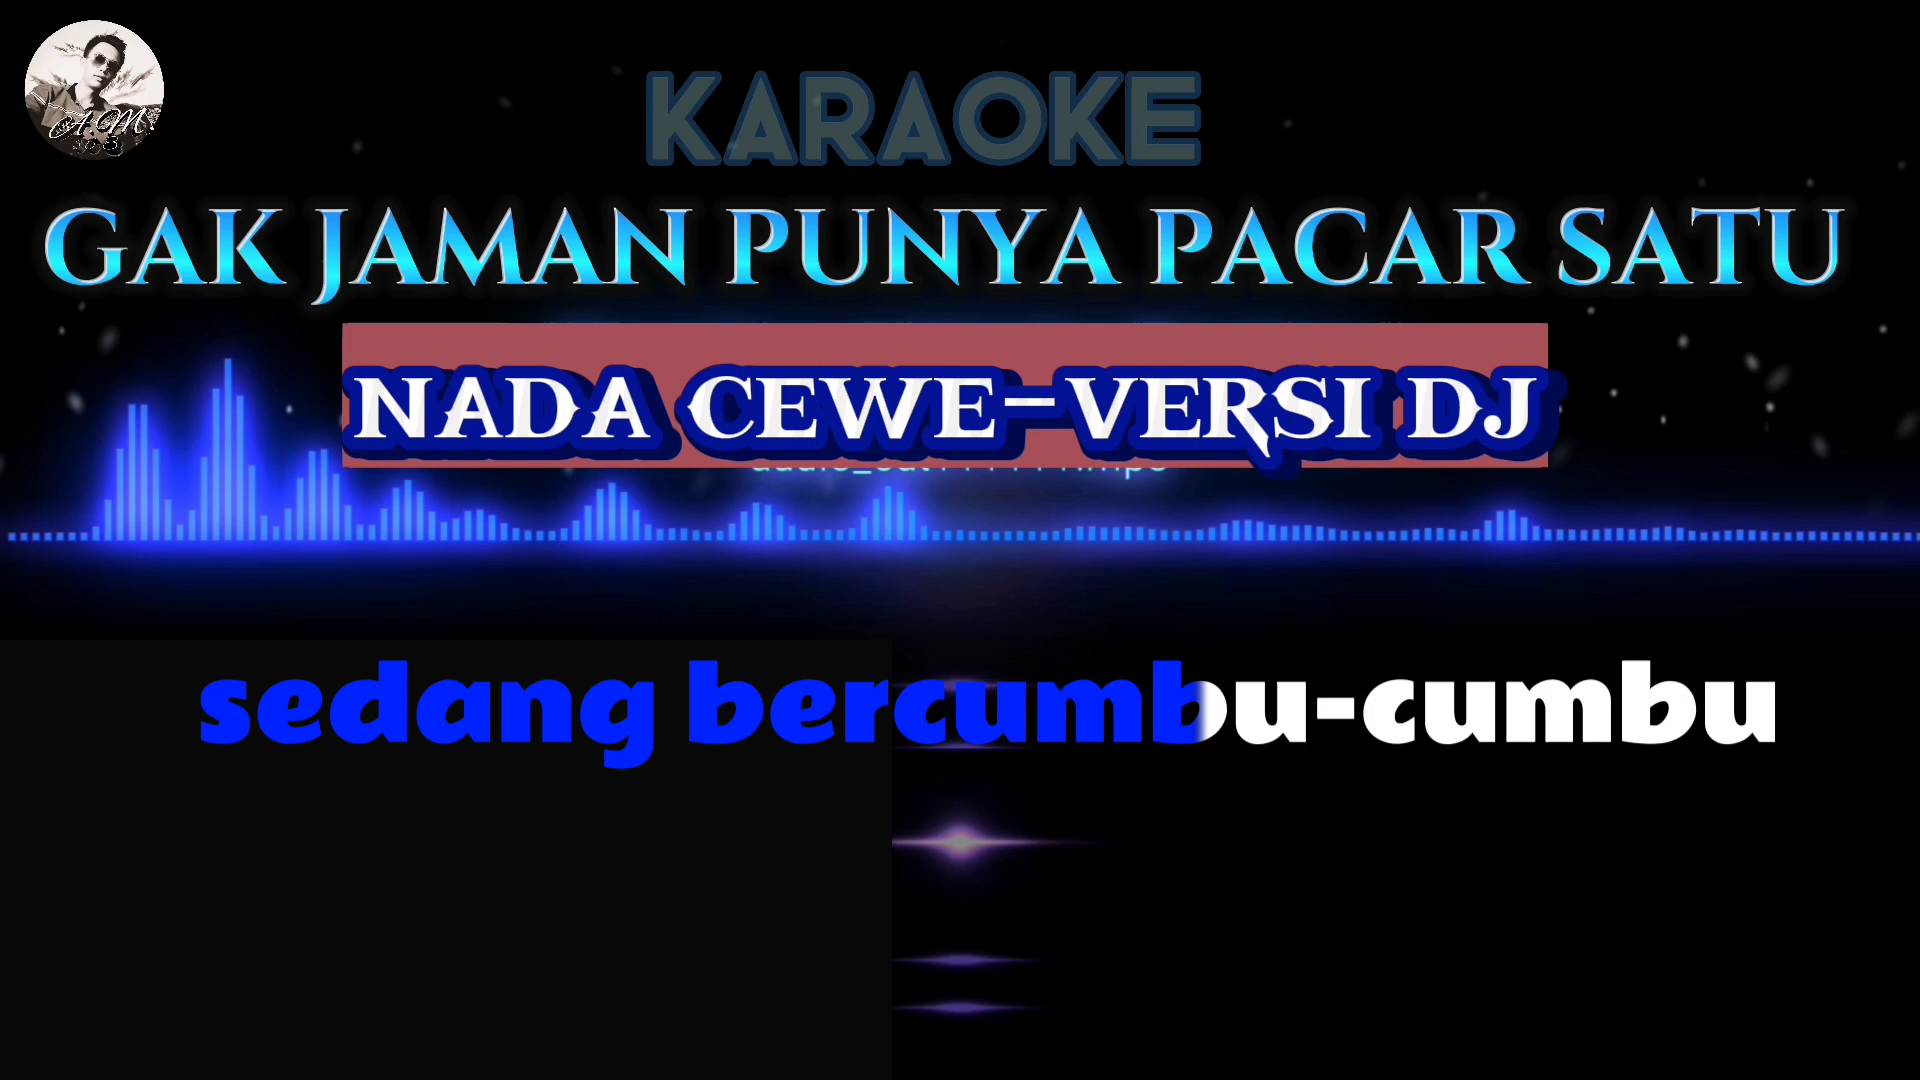 A.M.
KARAOKE
GAK JAMAN PUNYA PACAR SATU
NADA CEWE-VERSI DJ
sedang bercumbu-cumbu